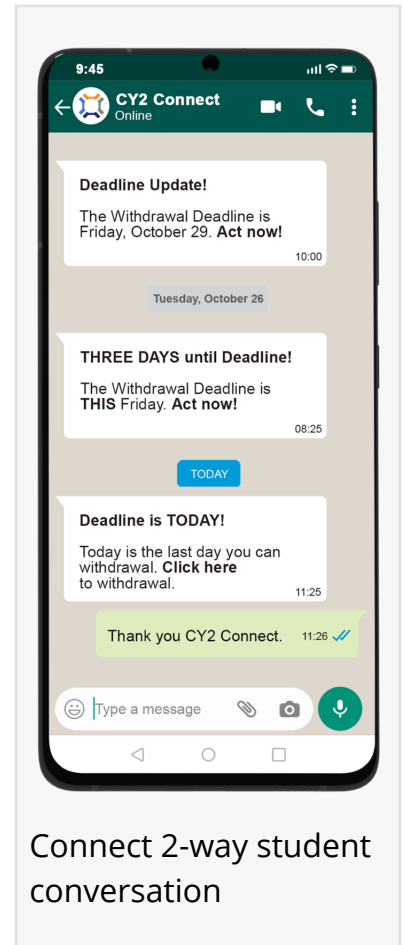 9:45
CY2 Connect
Online
Deadline Update!
The Withdrawal Deadline is
Friday, October 29. Act now!
10:00
Tuesday, October 26
THREE DAYS until Deadline!
The Withdrawal Deadline is
THIS Friday. Act now!
08:25
TODAY
Deadline is TODAY!
Today is the last day you can
withdrawal. Click here
to withdrawal.
11:25
Thank you CY2 Connect. 11:26
Type a message
Connect 2-way student
conversation